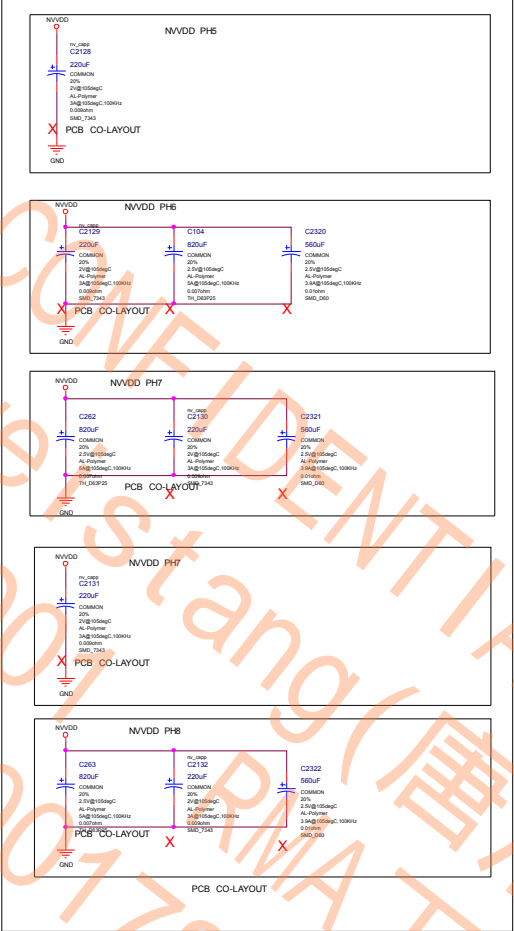 NVVDD
NVVDD PH5
nv_capp
C2128
220uF
COMMON
20%
2V@105degC
AL-Polymer
3A@105degC,100KHz
0.009ohm
SMD_7343
PCB CO-LAYOUT
GND
NVVDD
NVVDD PH6
nv_capp
C2129
220uF
COMMON
20%
2V@105degC
AL-Polymer
3A@105degC,100KHz
0.009ohm
SMD_7343
C104
820uF
COMMON
20%
2.5V@105degC
AL-Polymer
5A@105degC,100KHz
0.007ohm
TH_D63P25
C2320
560uF
COMMON
20%
2.5V@105degC
AL-Polymer
3.9A@105degC,100KHz
0.01ohm
SMD_D60
PCB CO-LAYOUT
GND
NVVDD
NVVDD PH7
C262
820uF
COMMON
20%
2.5V@105degC
AL-Polymer
5A@105degC,100KHz
0.007ohm
TH_D63P25
nv_capp
C2130
220uF
COMMON
20%
2V@105degC
AL-Polymer
3A@105degC,100KHz
0.009ohm
SMD_7343
C2321
560uF
COMMON
20%
2.5V@105degC
AL-Polymer
3.9A@105degC,100KHz
0.01ohm
SMD_D60
PCB CO-LAYOUT
GND
NVVDD
NVVDD PH7
nv_capp
C2131
220uF
COMMON
20%
2V@105degC
AL-Polymer
3A@105degC,100KHz
0.009ohm
SMD_7343
PCB CO-LAYOUT
GND
NVVDD
NVVDD PH8
C263
820uF
COMMON
20%
2.5V@105degC
AL-Polymer
5A@105degC,100KHz
0.007ohm
TH_D63P25
nv_capp
C2132
220uF
COMMON
20%
2V@105degC
AL-Polymer
3A@105degC,100KHz
0.009ohm
SMD_7343
C2322
560uF
COMMON
20%
2.5V@105degC
AL-Polymer
3.9A@105degC,100KHz
0.01ohm
SMD_D60
PCB CO-LAYOUT
GND
PCB CO-LAYOUT
CONFIDENTIA
erstang(唐
001 RMA T